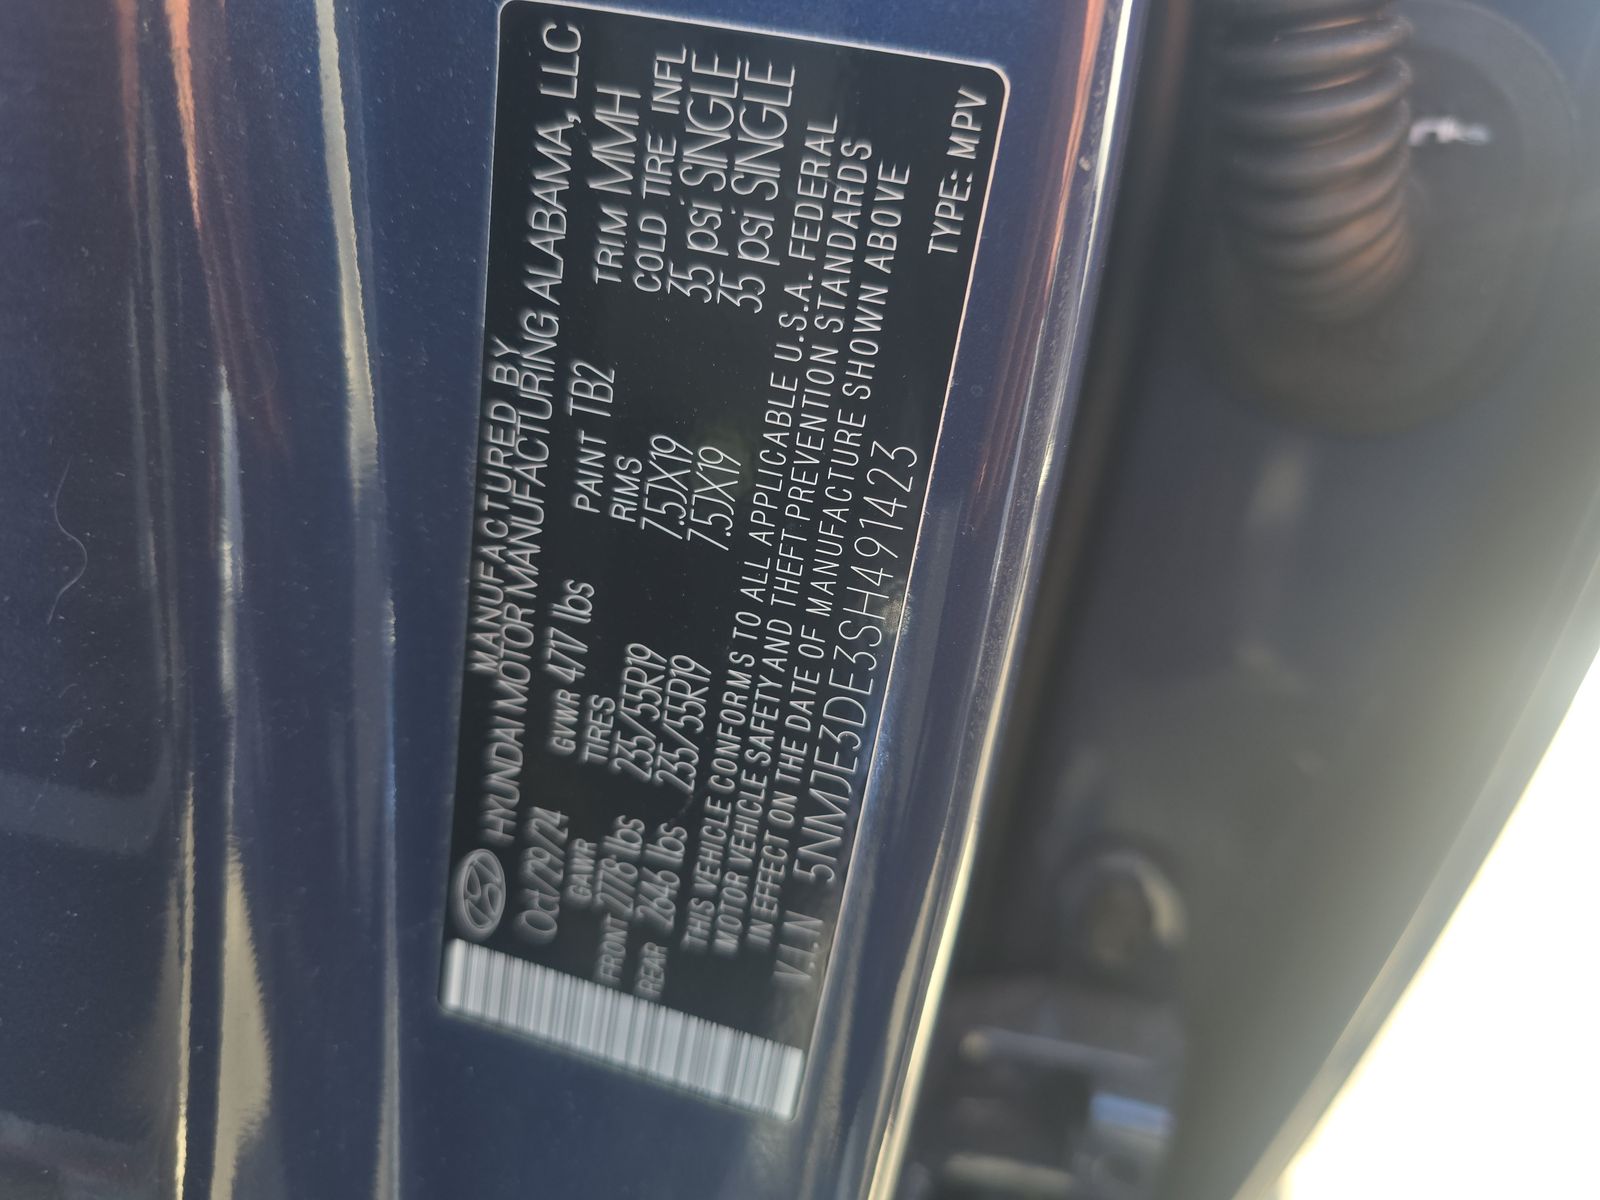 MANUFACTURED BY
HYUNDAI MOTOR MANUFACTURING ALABAMA, LLC
Oct/29/24 GVWR 4717 lbs PAINT TB2 TRIM MMH
GAWR TIRES RIMS COLD TIRE INFL
FRONT 2778 lbs 235/55R19 7.5JX19 35 psi SINGLE
REAR 2646 lbs 235/55R19 7.5JX19 35 psi SINGLE
THIS VEHICLE CONFORMS TO ALL APPLICABLE U.S.A. FEDERAL
MOTOR VEHICLE SAFETY AND THEFT PREVENTION STANDARDS
IN EFFECT ON THE DATE OF MANUFACTURE SHOWN ABOVE
V.I.N 5NMJE3DE3SH491423
TYPE: MPV